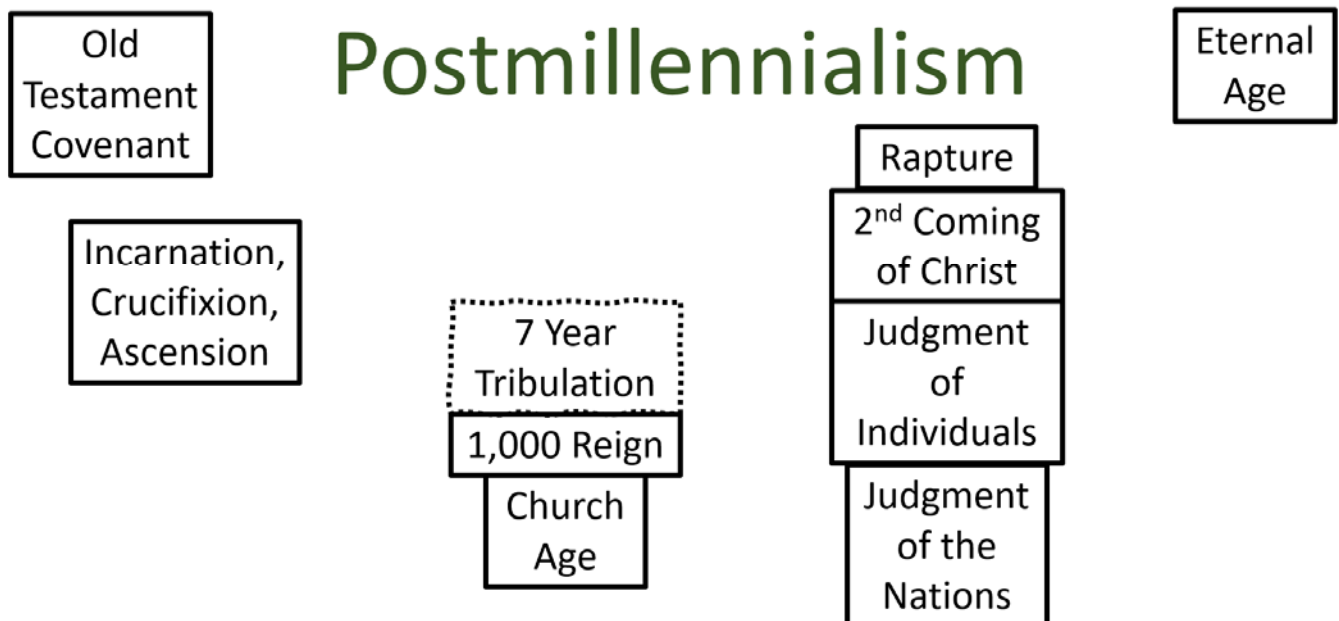 Old
Testament
Covenant
Postmillennialism
Eternal
Age
Incarnation,
Crucifixion,
Ascension
7 Year
Tribulation
1,000 Reign
Church
Age
Rapture
2nd Coming
of Christ
Judgment
of
Individuals
Judgment
of the
Nations